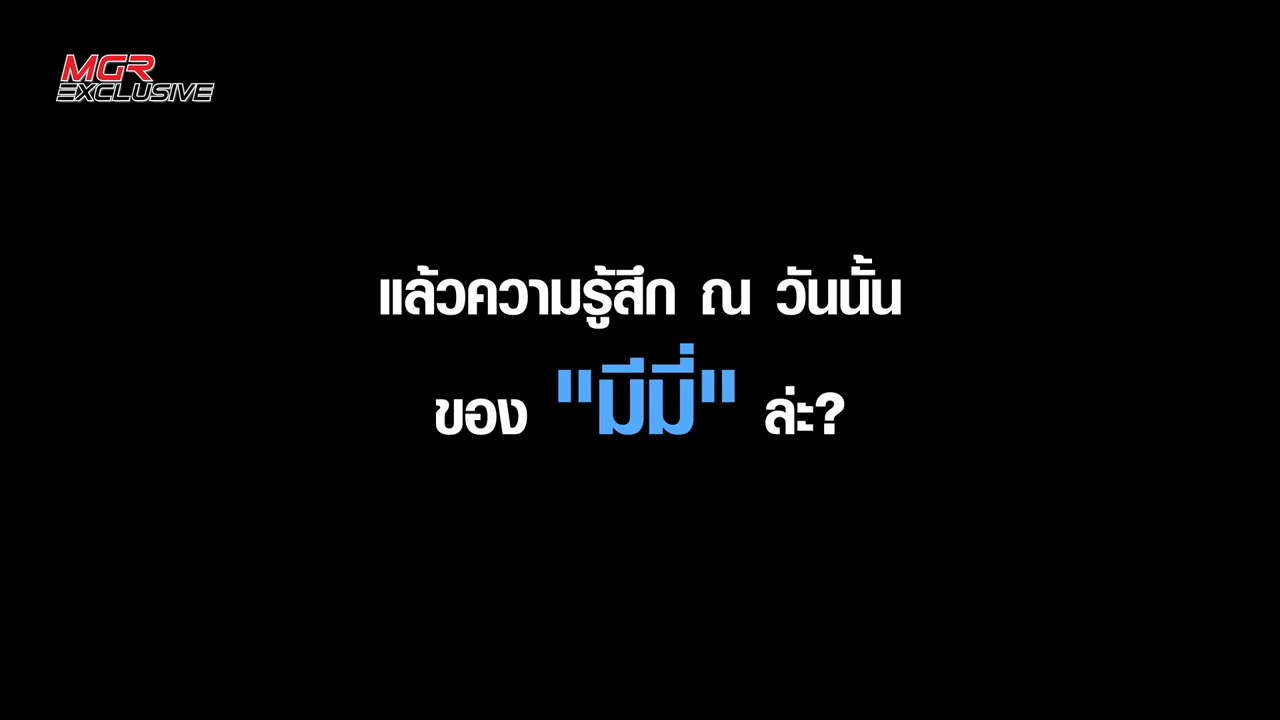 MGR
EXCLUSIVE
แล้วความรู้สึก ณ วันนั้น
ของ "มีมี่" ล่ะ?